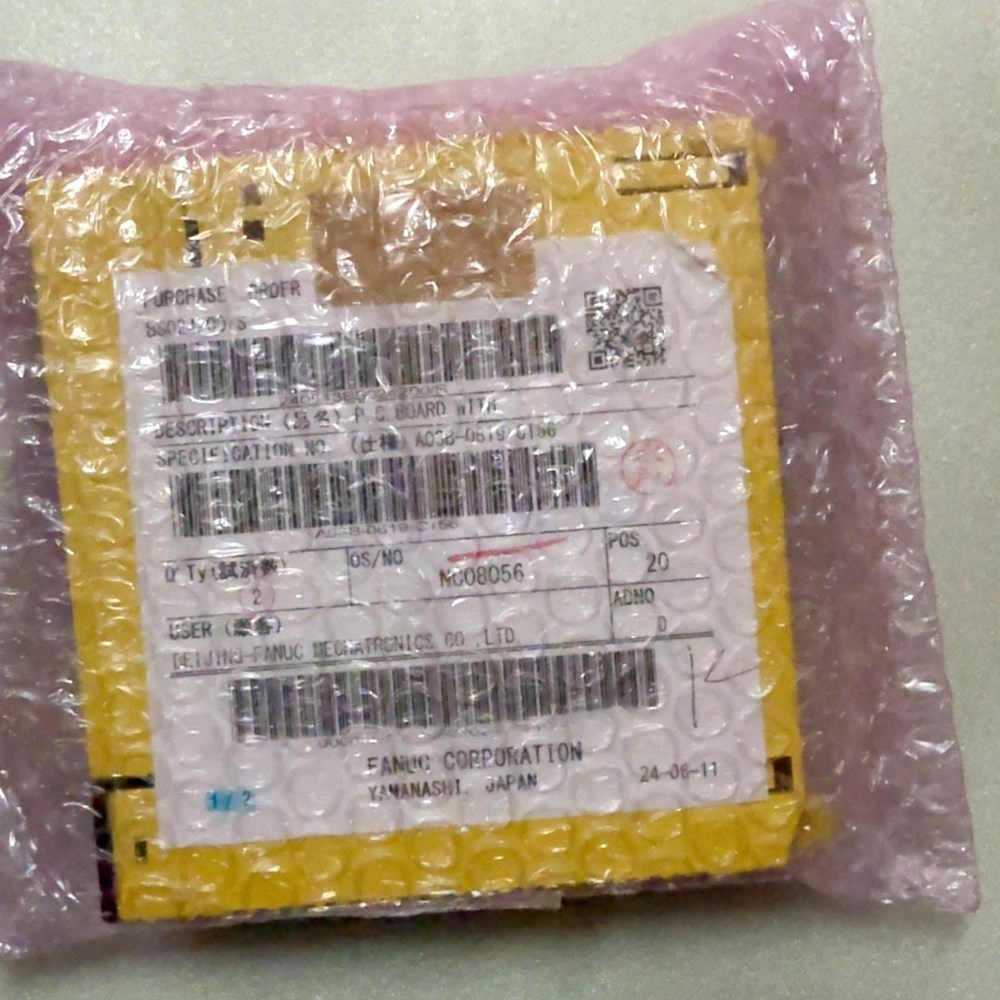 PURCHASE ORDER
DESCRIPTION (品名) P.C BOARD WITH
SPECIFICATION NO. (仕様) A03B-0819-C156
A03B-0819-C156
Q'Ty
OS/NO
NC08056
POS
20
2
ADNO
0
USER
BEIJING-FANUC MECHATRONICS CO.,LTD
FANUC CORPORATION
YAMANASHI, JAPAN
24-06-11
1/2